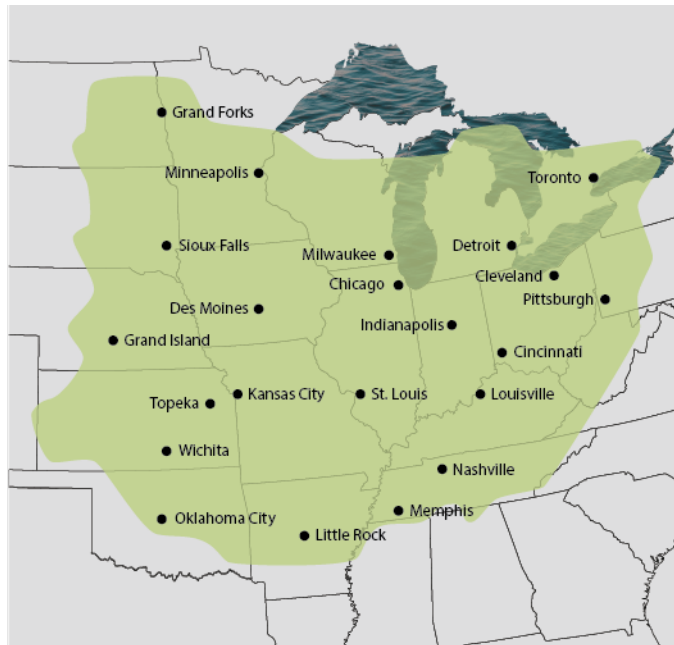 Grand Forks
Minneapolis
Toronto
Sioux Falls
Milwaukee
Detroit
Chicago
Cleveland
Pittsburgh
Des Moines
Indianapolis
Grand Island
Cincinnati
Topeka
Kansas City
St. Louis
Louisville
Wichita
Nashville
Oklahoma City
Memphis
Little Rock